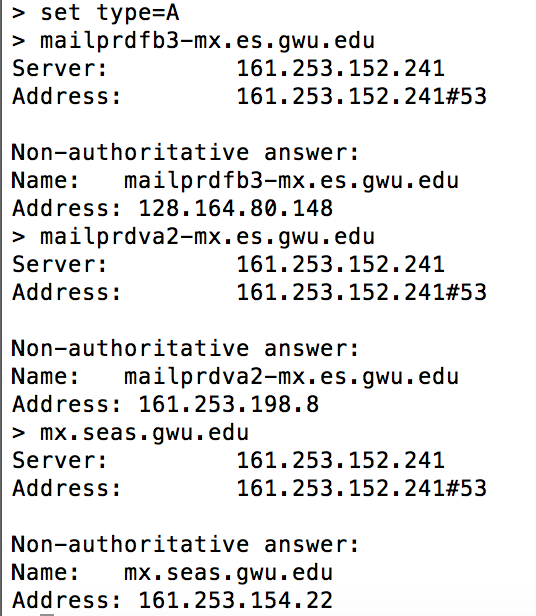 > set type=A
> mailprdfb3-mx.es.gwu.edu
Server:		161.253.152.241
Address:	161.253.152.241#53

Non-authoritative answer:
Name:	mailprdfb3-mx.es.gwu.edu
Address: 128.164.80.148
> mailprdva2-mx.es.gwu.edu
Server:		161.253.152.241
Address:	161.253.152.241#53

Non-authoritative answer:
Name:	mailprdva2-mx.es.gwu.edu
Address: 161.253.198.8
> mx.seas.gwu.edu
Server:		161.253.152.241
Address:	161.253.152.241#53

Non-authoritative answer:
Name:	mx.seas.gwu.edu
Address: 161.253.154.22